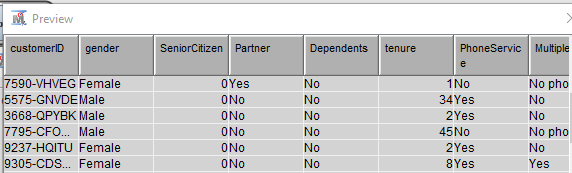 Preview
customerID gender SeniorCitizen Partner Dependents tenure PhoneServic Multiple
e
7590-VHVEG Female 0 Yes No 1 No No pho
5575-GNVDE Male 0 No No 34 Yes No
3668-QPYBK Male 0 No No 2 Yes No
7795-CFO... Male 0 No No 45 No No pho
9237-HQITU Female 0 No No 2 Yes No
9305-CDS... Female 0 No No 8 Yes Yes